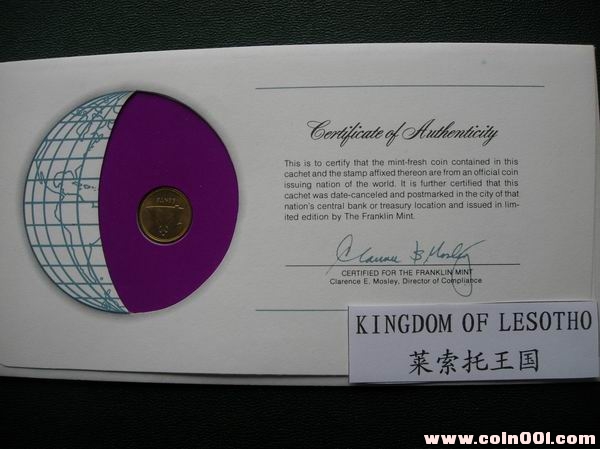 Certificate of Authenticity
This is to certify that the mint-fresh coin contained in this
cachet and the stamp affixed thereon are from an official coin
issuing nation of the world. It is further certified that this
cachet was date-canceled and postmarked in the city of that
nation's central bank or treasury location and issued in lim-
ited edition by The Franklin Mint.
Clarence E. Mosley
CERTIFIED FOR THE FRANKLIN MINT
Clarence E. Mosley, Director of Compliance
KINGDOM OF LESOTHO
莱索托王国
www.coin001.com